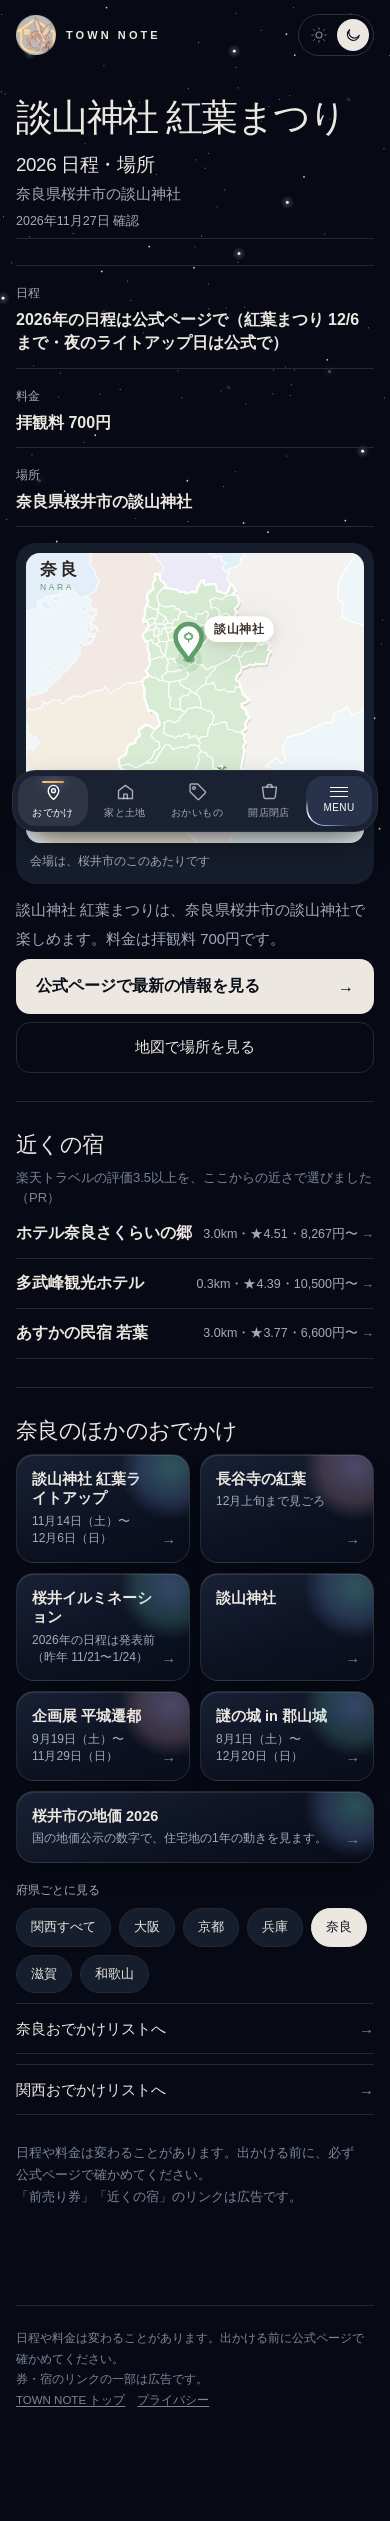 TOWN NOTE
談山神社 紅葉まつり
2026 日程・場所
奈良県桜井市の談山神社
2026年11月27日 確認
日程
2026年の日程は公式ページで（紅葉まつり 12/6
まで・夜のライトアップ日は公式で）
料金
拝観料 700円
場所
奈良県桜井市の談山神社
奈良
NARA
談山神社
おでかけ
家と土地
おかいもの
開店閉店
MENU
会場は、桜井市のこのあたりです
談山神社 紅葉まつりは、奈良県桜井市の談山神社で
楽しめます。料金は拝観料 700円です。
公式ページで最新の情報を見る →
地図で場所を見る
近くの宿
楽天トラベルの評価3.5以上を、ここからの近さで選びました
（PR）
ホテル奈良さくらいの郷 3.0km・★4.51・8,267円〜 →
多武峰観光ホテル 0.3km・★4.39・10,500円〜 →
あすかの民宿 若葉 3.0km・★3.77・6,600円〜 →
奈良のほかのおでかけ
談山神社 紅葉ラ
イトアップ
11月14日（土）〜
12月6日（日） →
長谷寺の紅葉
12月上旬まで見ごろ
→
桜井イルミネーシ
ョン
2026年の日程は発表前
（昨年 11/21〜1/24） →
談山神社
→
企画展 平城遷都
9月19日（土）〜
11月29日（日） →
謎の城 in 郡山城
8月1日（土）〜
12月20日（日） →
桜井市の地価 2026
国の地価公示の数字で、住宅地の1年の動きを見ます。 →
府県ごとに見る
関西すべて 大阪 京都 兵庫 奈良
滋賀 和歌山
奈良おでかけリストへ →
関西おでかけリストへ →
日程や料金は変わることがあります。出かける前に、必ず
公式ページで確かめてください。
「前売り券」「近くの宿」のリンクは広告です。
日程や料金は変わることがあります。出かける前に公式ページで
確かめてください。
券・宿のリンクの一部は広告です。
TOWN NOTE トップ プライバシー